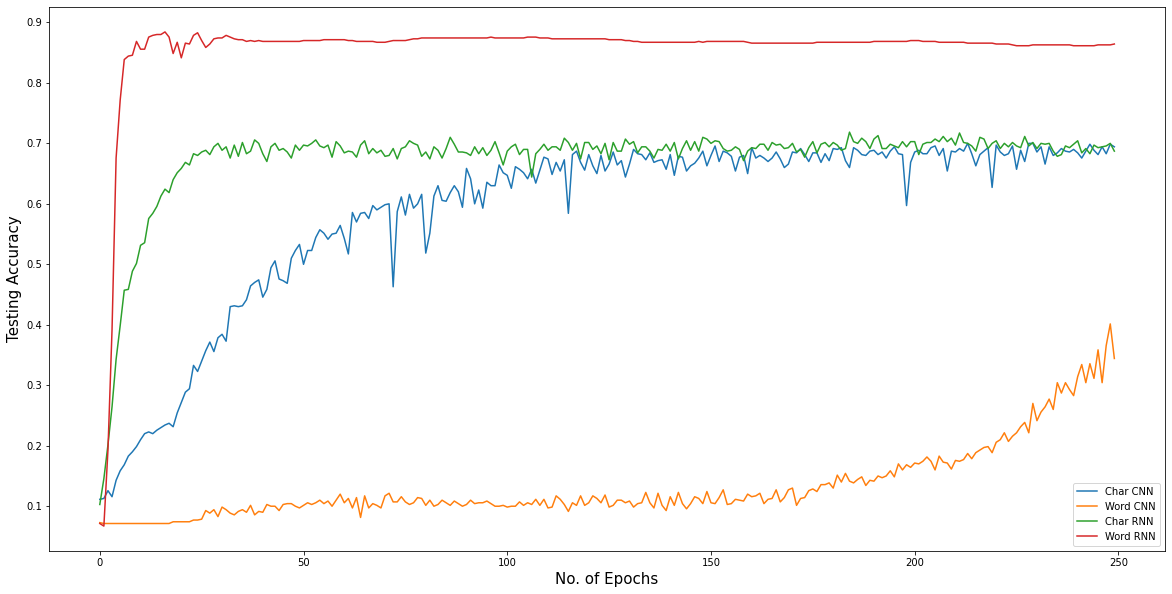 0.9
0.8
0.7
0.6
0.5
0.4
0.3
0.2
0.1
Testing Accuracy
0
50
100
150
200
250
No. of Epochs
Char CNN
Word CNN
Char RNN
Word RNN